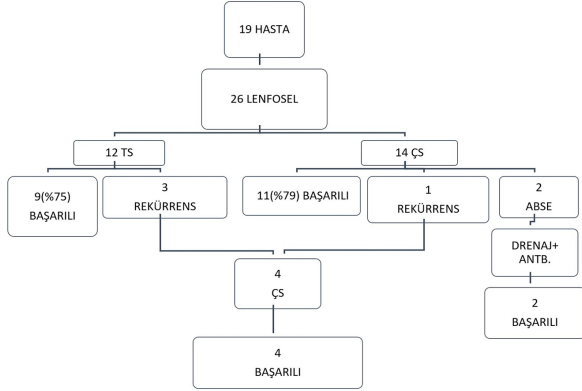 19 HASTA
26 LENFOSEL
12 TS
14 ÇS
9(%75)
BAŞARILI
3
REKÜRRENS
11(%79) BAŞARILI
1
REKÜRRENS
2
ABSE
DRENAJ+
ANTB.
4
ÇS
2
BAŞARILI
4
BAŞARILI